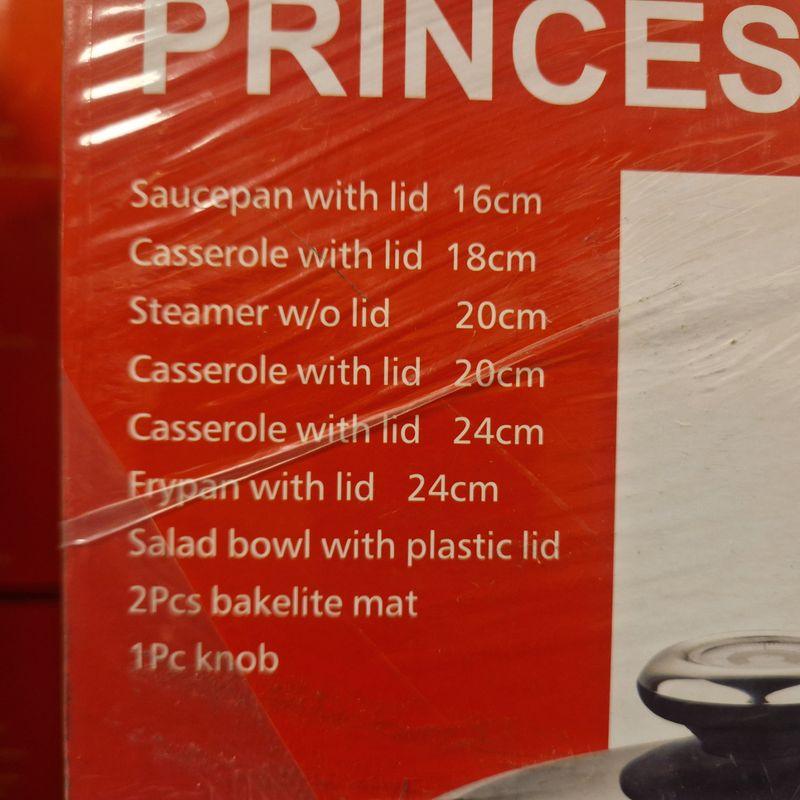 PRINCES
Saucepan with lid 16cm
Casserole with lid 18cm
Steamer w/o lid 20cm
Casserole with lid 20cm
Casserole with lid 24cm
Frypan with lid 24cm
Salad bowl with plastic lid
2Pcs bakelite mat
1Pc knob